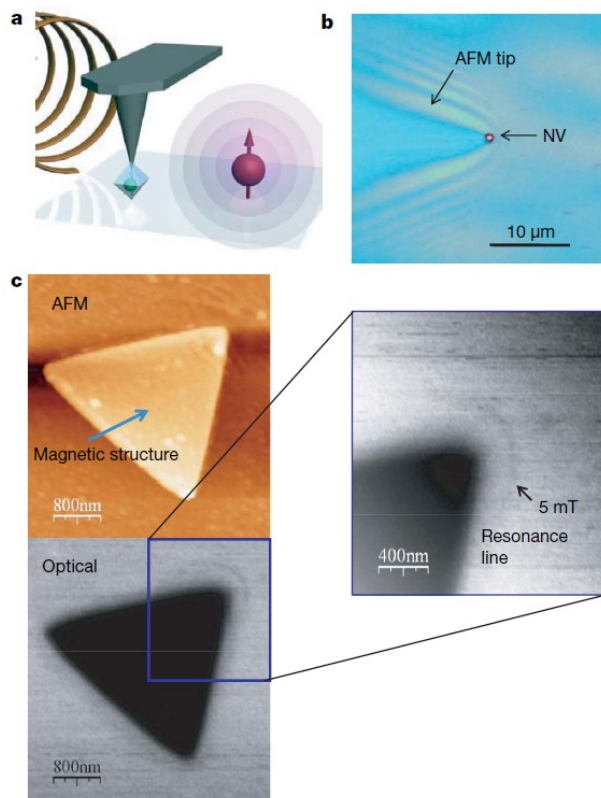 a
b
AFM tip
NV
10 µm
c
AFM
Magnetic structure
800nm
5 mT
Resonance
line
400nm
Optical
800nm